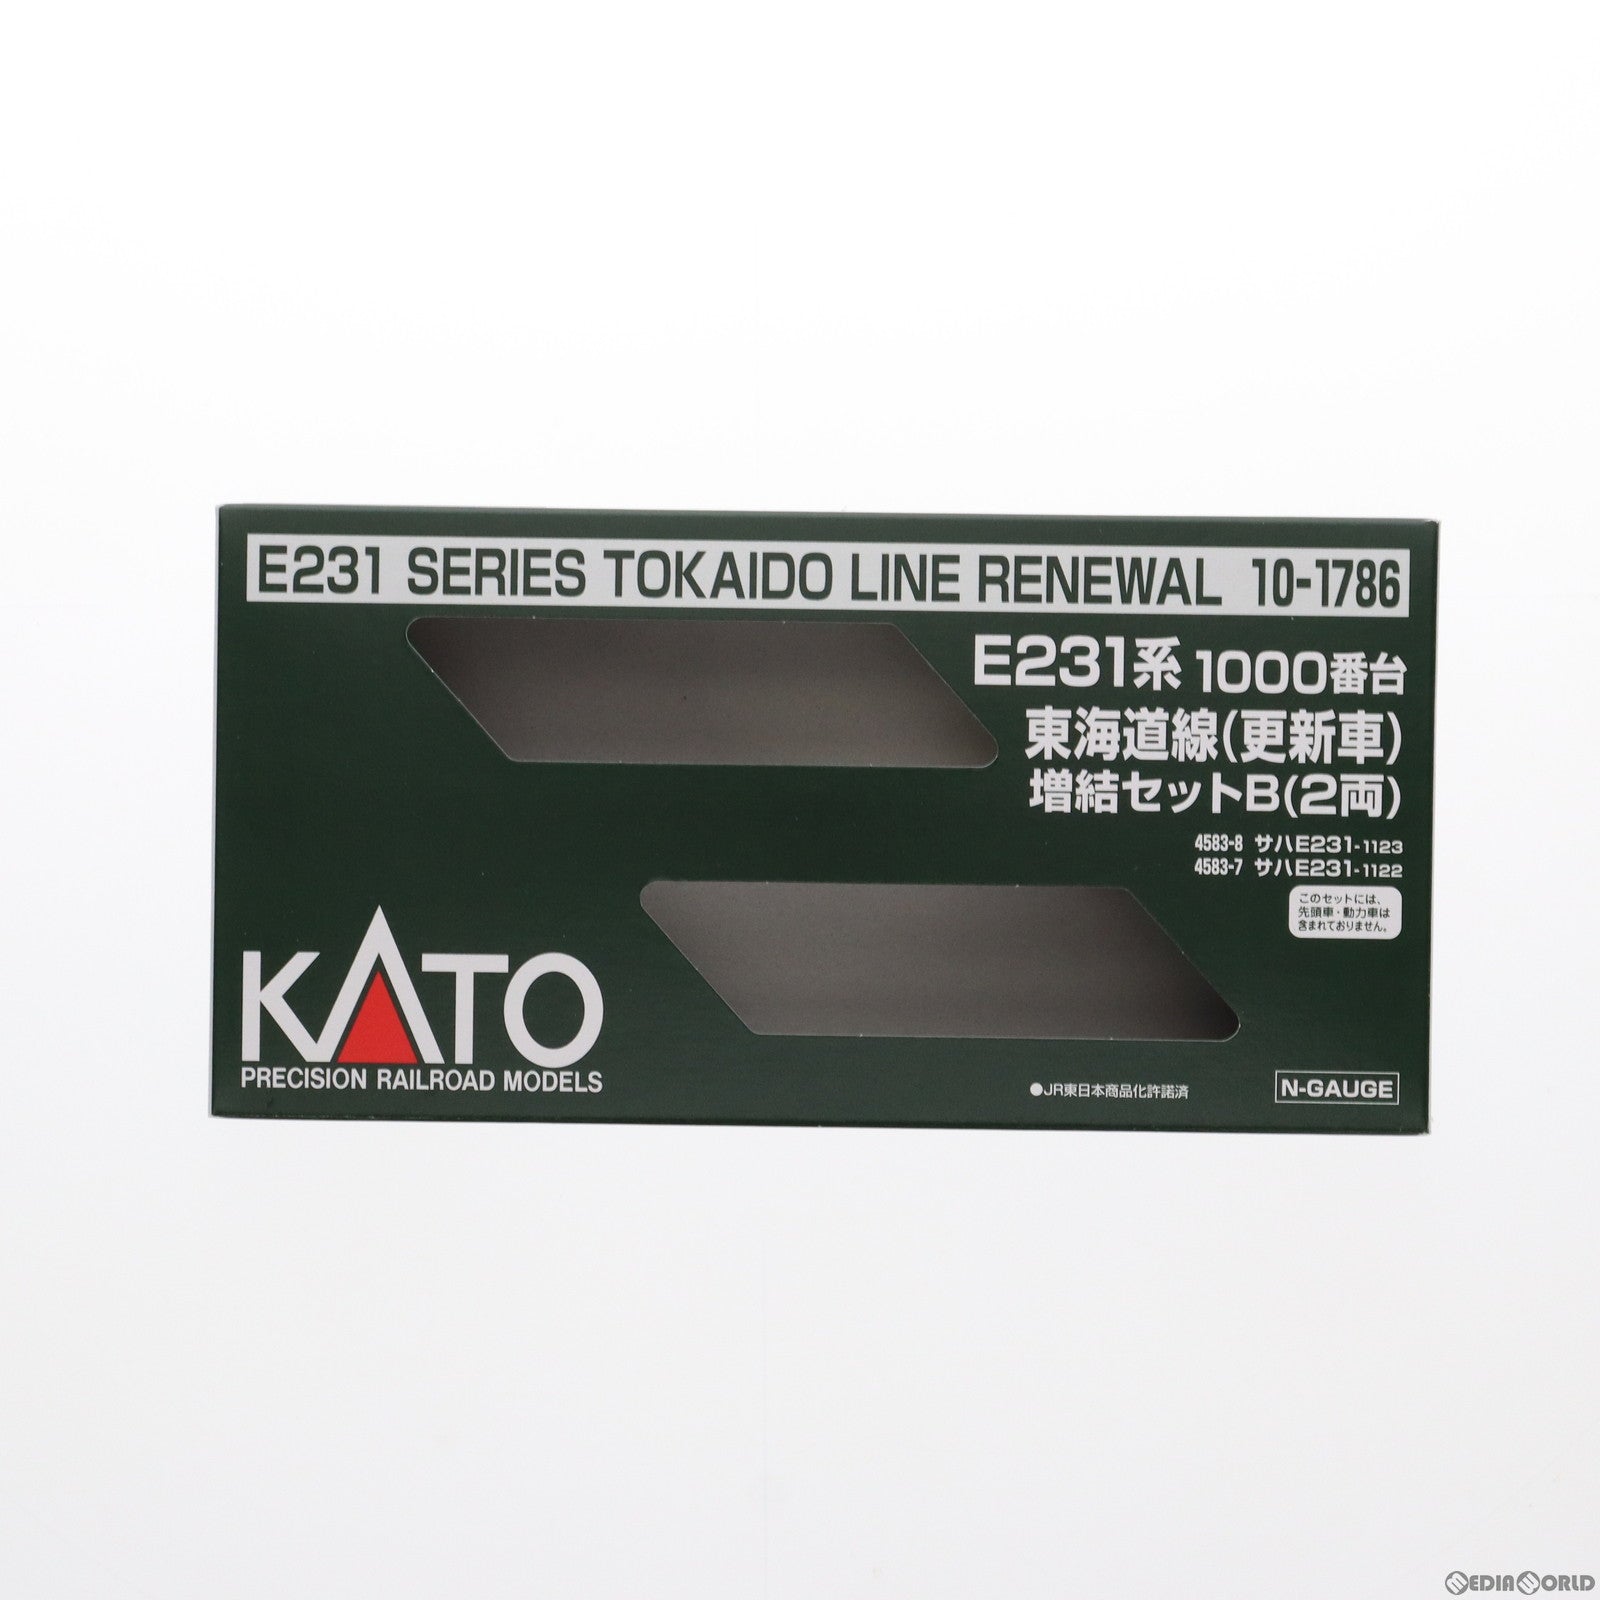 E231 SERIES TOKAIDO LINE RENEWAL 10-1786
E231系 1000番台
東海道線(更新車)
増結セットB(2両)
4583-8 サハE231-1123
4583-7 サハE231-1122
このセットには、
先頭車・動力車は
含まれておりません。
KATO
PRECISION RAILROAD MODELS
●JR東日本商品化許諾済
N-GAUGE
MEDIAWORLD